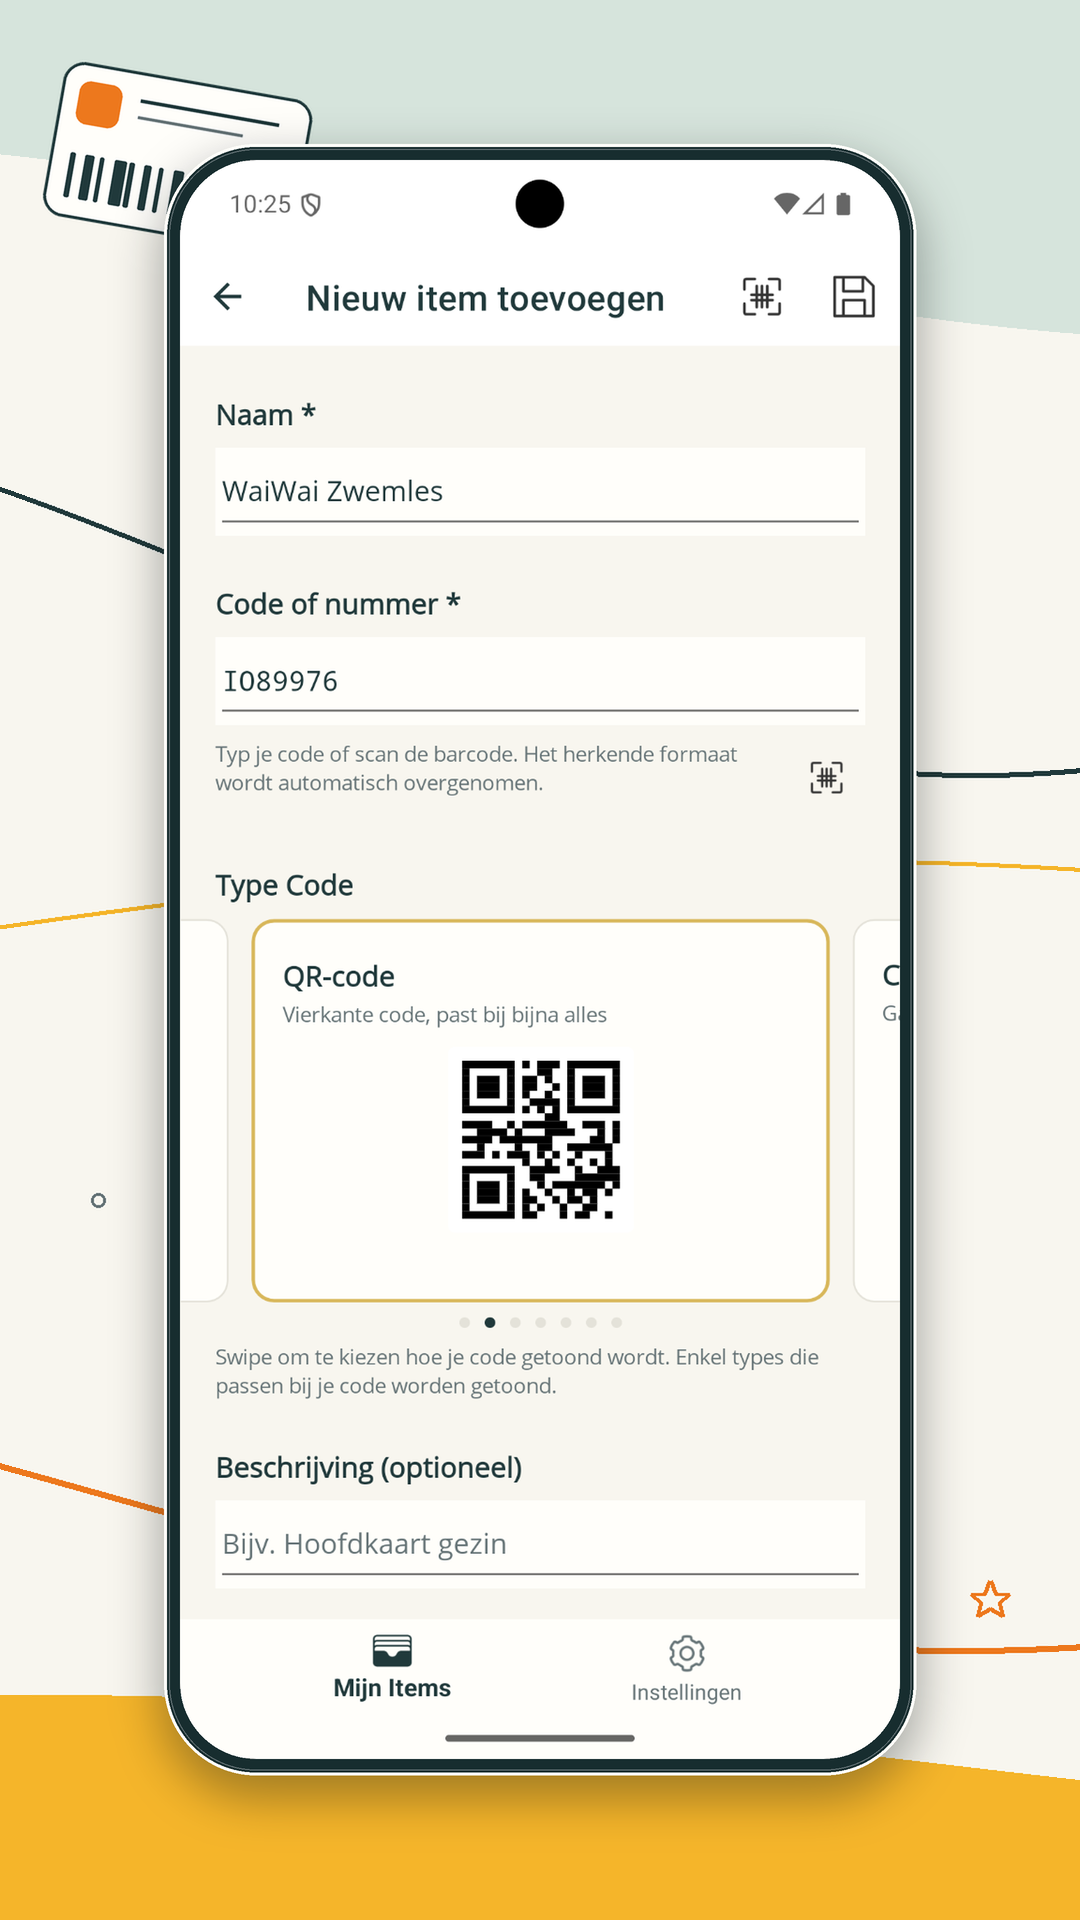 10:25
Nieuw item toevoegen
Naam *
WaiWai Zwemles
Code of nummer *
IO89976
Typ je code of scan de barcode. Het herkende formaat
wordt automatisch overgenomen.
Type Code
QR-code
Vierkante code, past bij bijna alles
Swipe om te kiezen hoe je code getoond wordt. Enkel types die
passen bij je code worden getoond.
Beschrijving (optioneel)
Bijv. Hoofdkaart gezin
Mijn Items
Instellingen